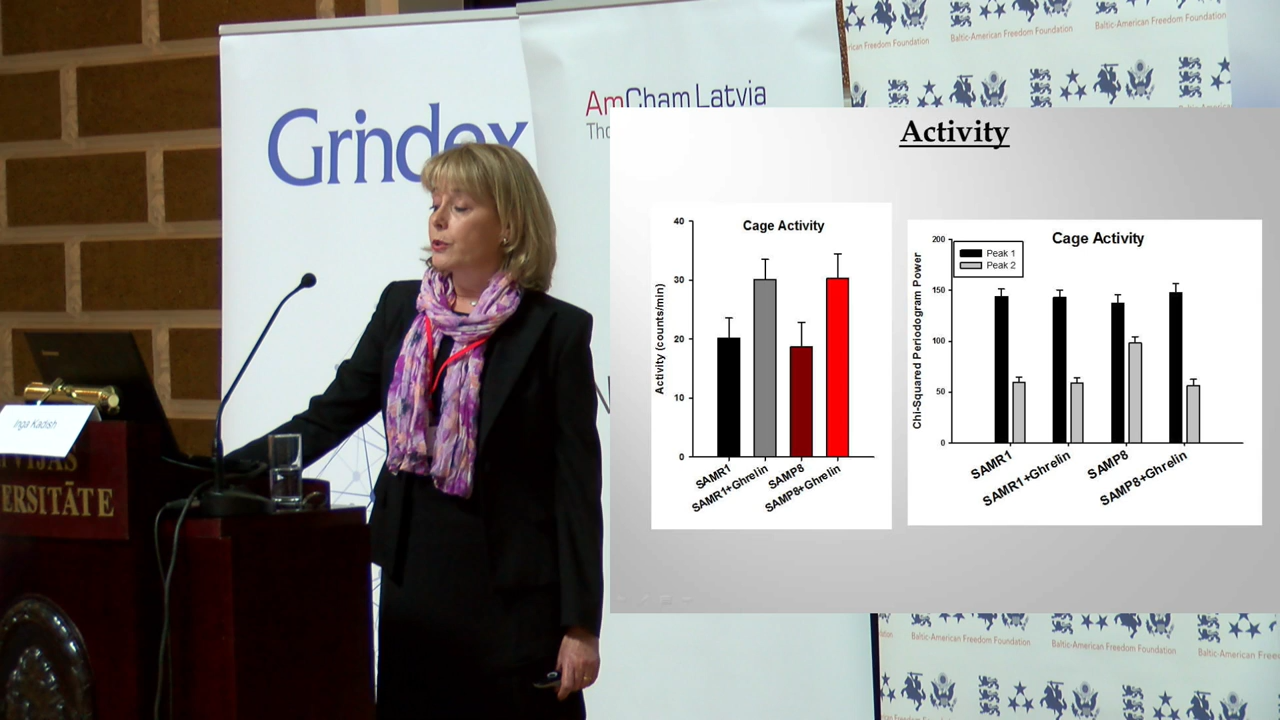 Grindex
AmCham Latvia
Baltic-American Freedom Foundation
Baltic-American Freedom Foundation
Inga Kadish
Activity
Cage Activity
Activity (counts/min)
40
30
20
10
0
SAMR1
SAMR1+Ghrelin
SAMP8
SAMP8+Ghrelin
Cage Activity
Peak 1
Peak 2
Chi-Squared Periodogram Power
200
150
100
50
0
SAMR1
SAMR1+Ghrelin
SAMP8
SAMP8+Ghrelin
ERSITĀTE
Baltic-American Freedom Foundation
Baltic-American Freedom Foundation
Baltic-American Free